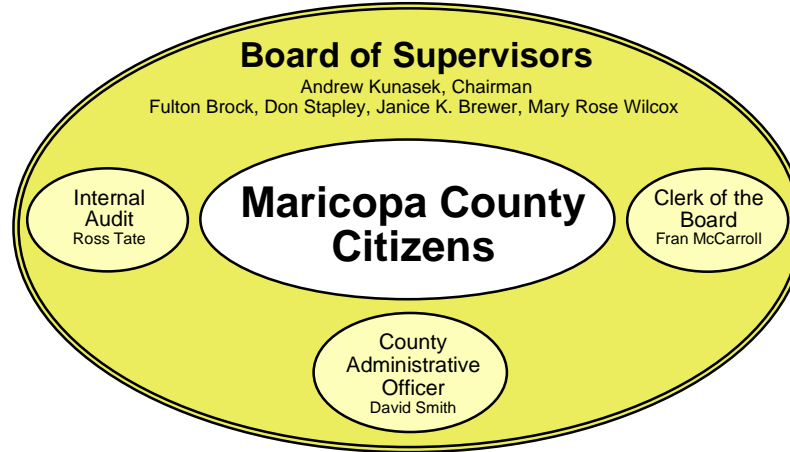 Board of Supervisors
Andrew Kunasek, Chairman
Fulton Brock, Don Stapley, Janice K. Brewer, Mary Rose Wilcox
Internal
Audit
Ross Tate
Maricopa County
Citizens
Clerk of the
Board
Fran McCarroll
County
Administrative
Officer
David Smith